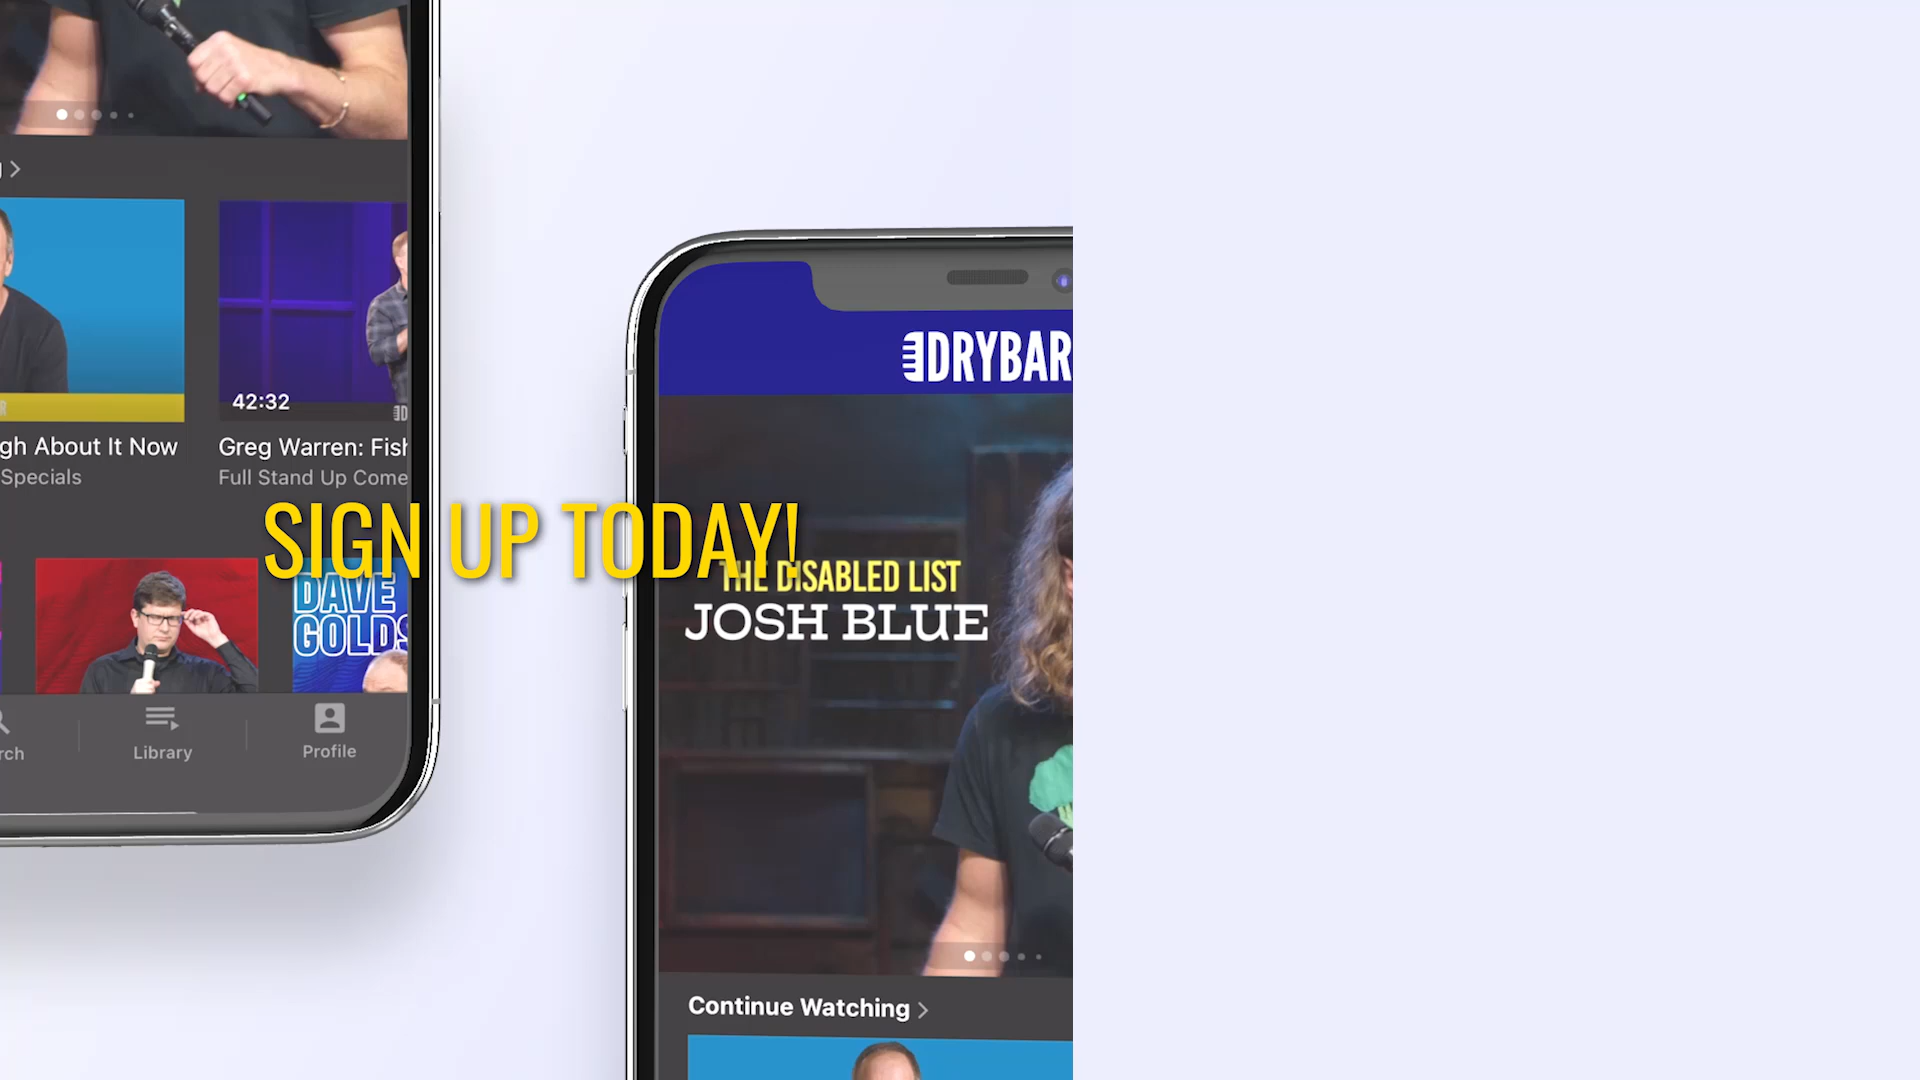 42:32
gh About It Now
Specials
Greg Warren: Fish
Full Stand Up Come
SIGN UP TODAY!
DAVE
GOLDS
rch
Library
Profile
DRYBAR
THE DISABLED LIST
JOSH BLUE
Continue Watching